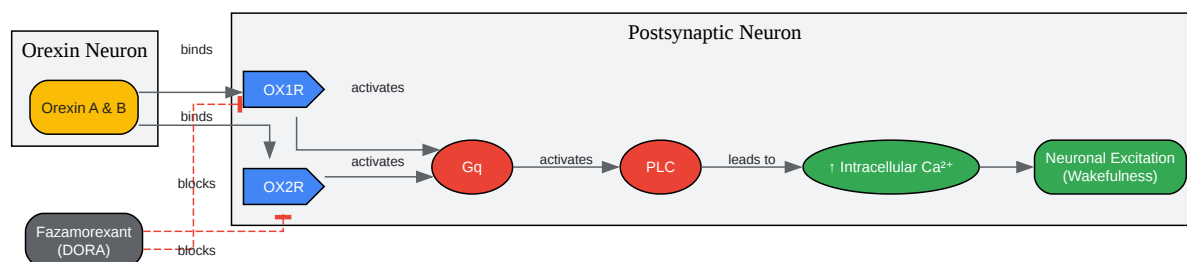 Postsynaptic Neuron
Orexin Neuron
binds
OX1R
activates
Orexin A & B
binds
activates
Gq
activates
PLC
leads to
↑ Intracellular Ca²⁺
Neuronal Excitation
(Wakefulness)
OX2R
blocks
Fazamorexant
(DORA)
blocks